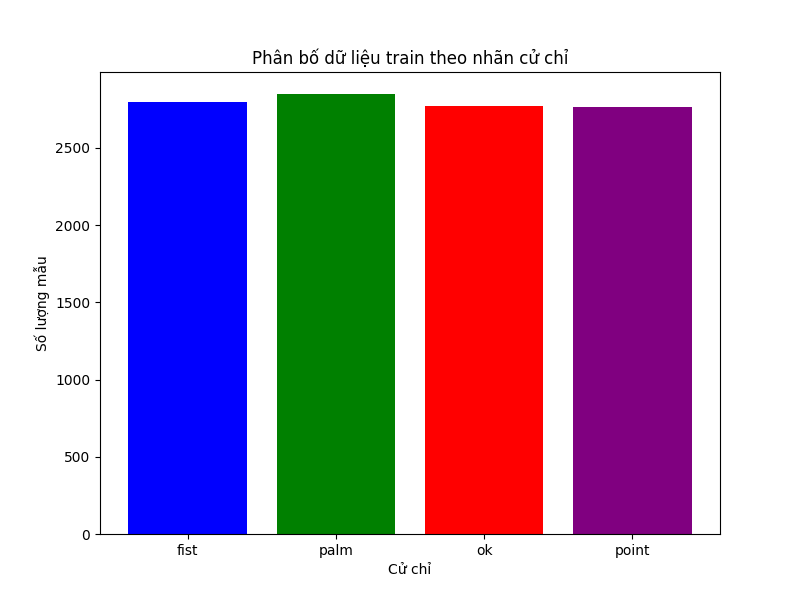 Phân bố dữ liệu train theo nhãn cử chỉ
Số lượng mẫu
2500
2000
1500
1000
500
0
fist palm ok point
Cử chỉ